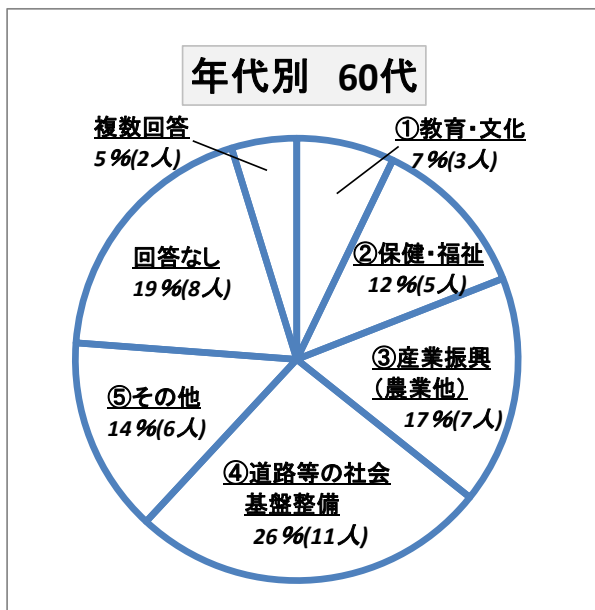 年代別 60代
①教育・文化
7%(3人)
②保健・福祉
12%(5人)
③産業振興
(農業他)
17%(7人)
④道路等の社会
基盤整備
26%(11人)
⑤その他
14%(6人)
回答なし
19%(8人)
複数回答
5%(2人)